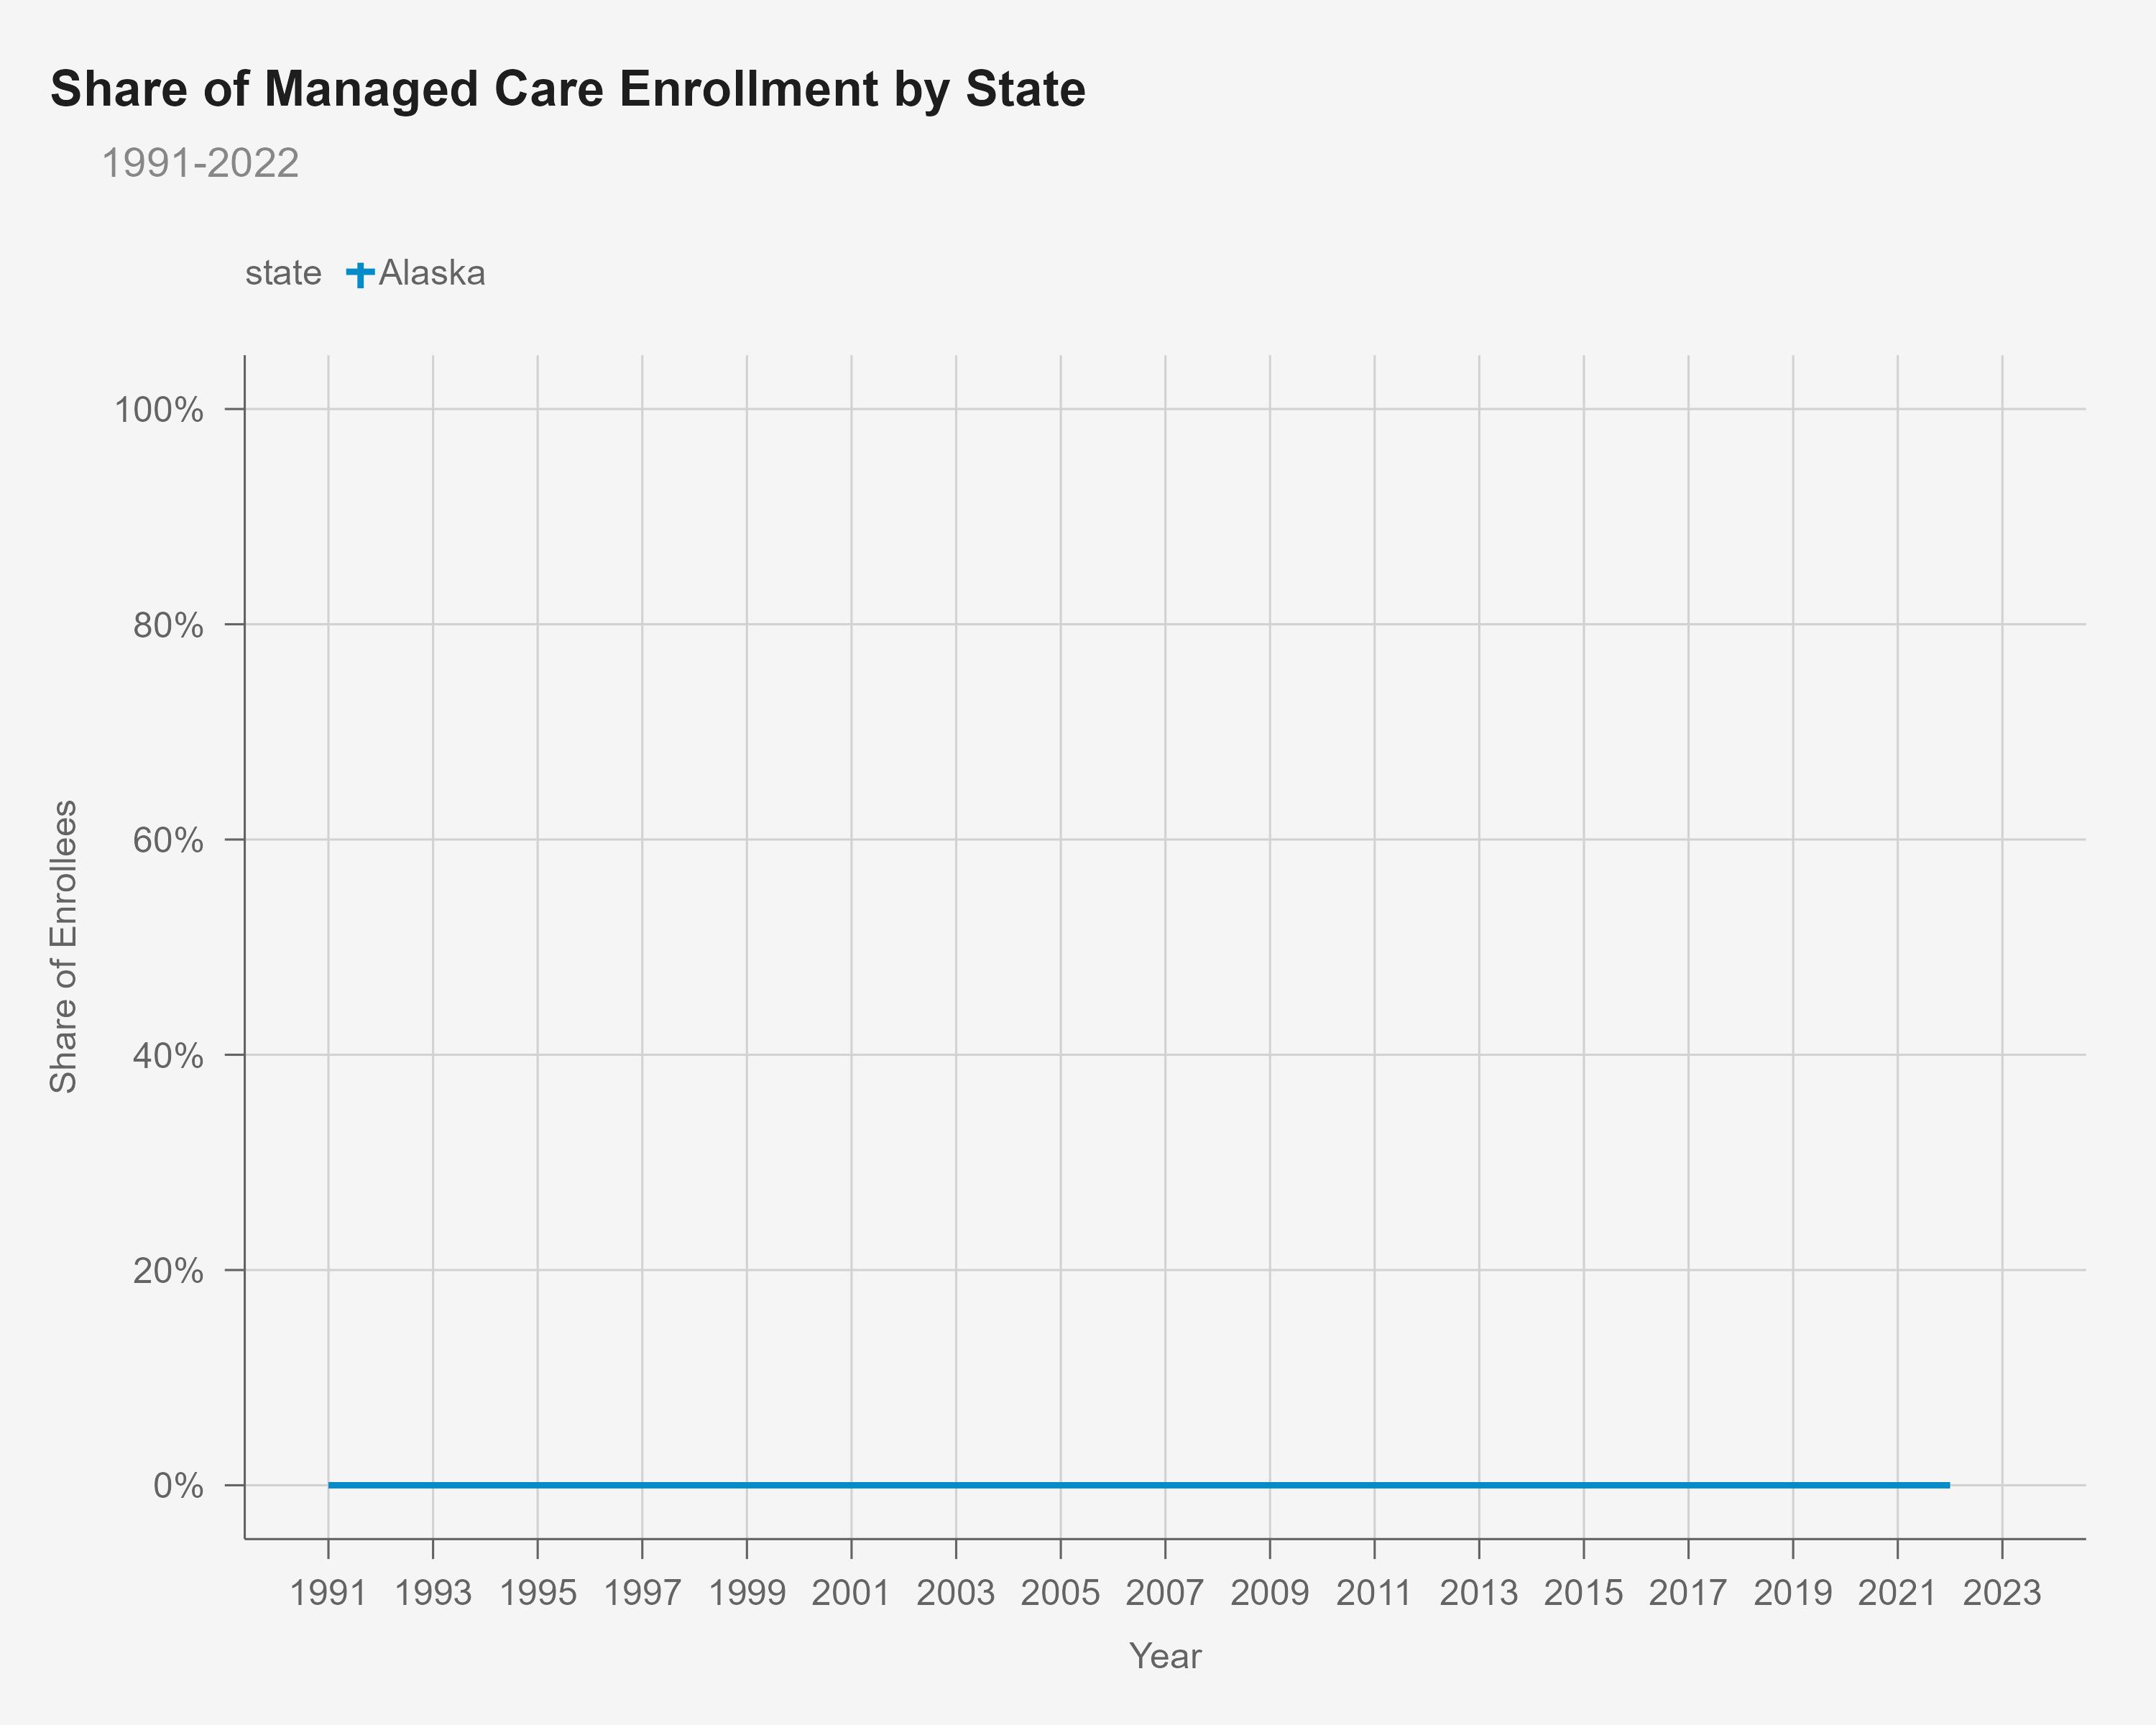 Share of Managed Care Enrollment by State
1991-2022
state Alaska
100%
80%
60%
40%
20%
0%
Share of Enrollees
1991 1993 1995 1997 1999 2001 2003 2005 2007 2009 2011 2013 2015 2017 2019 2021 2023
Year